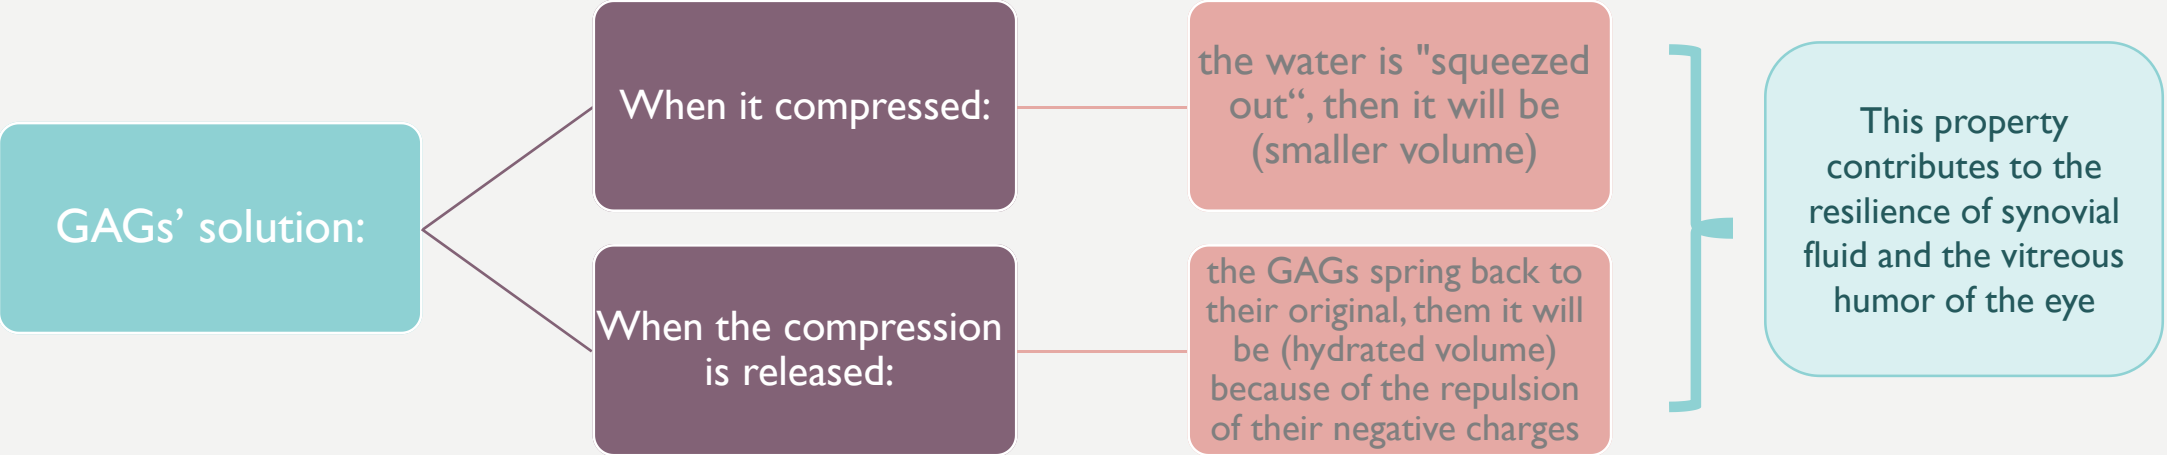 GAGs’ solution:
When it compressed:
the water is "squeezed
out“, then it will be
(smaller volume)
When the compression
is released:
the GAGs spring back to
their original, them it will
be (hydrated volume)
because of the repulsion
of their negative charges
This property
contributes to the
resilience of synovial
fluid and the vitreous
humor of the eye